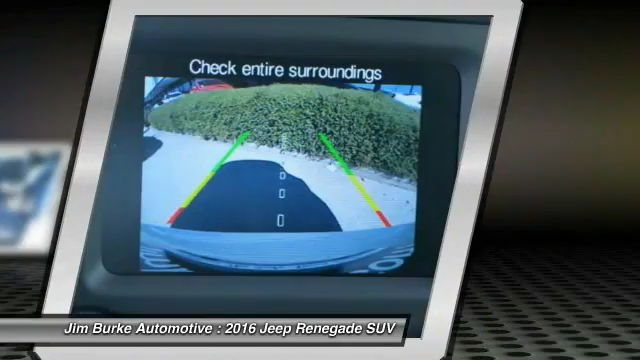 Check entire surroundings
Jim Burke Automotive : 2016 Jeep Renegade SUV